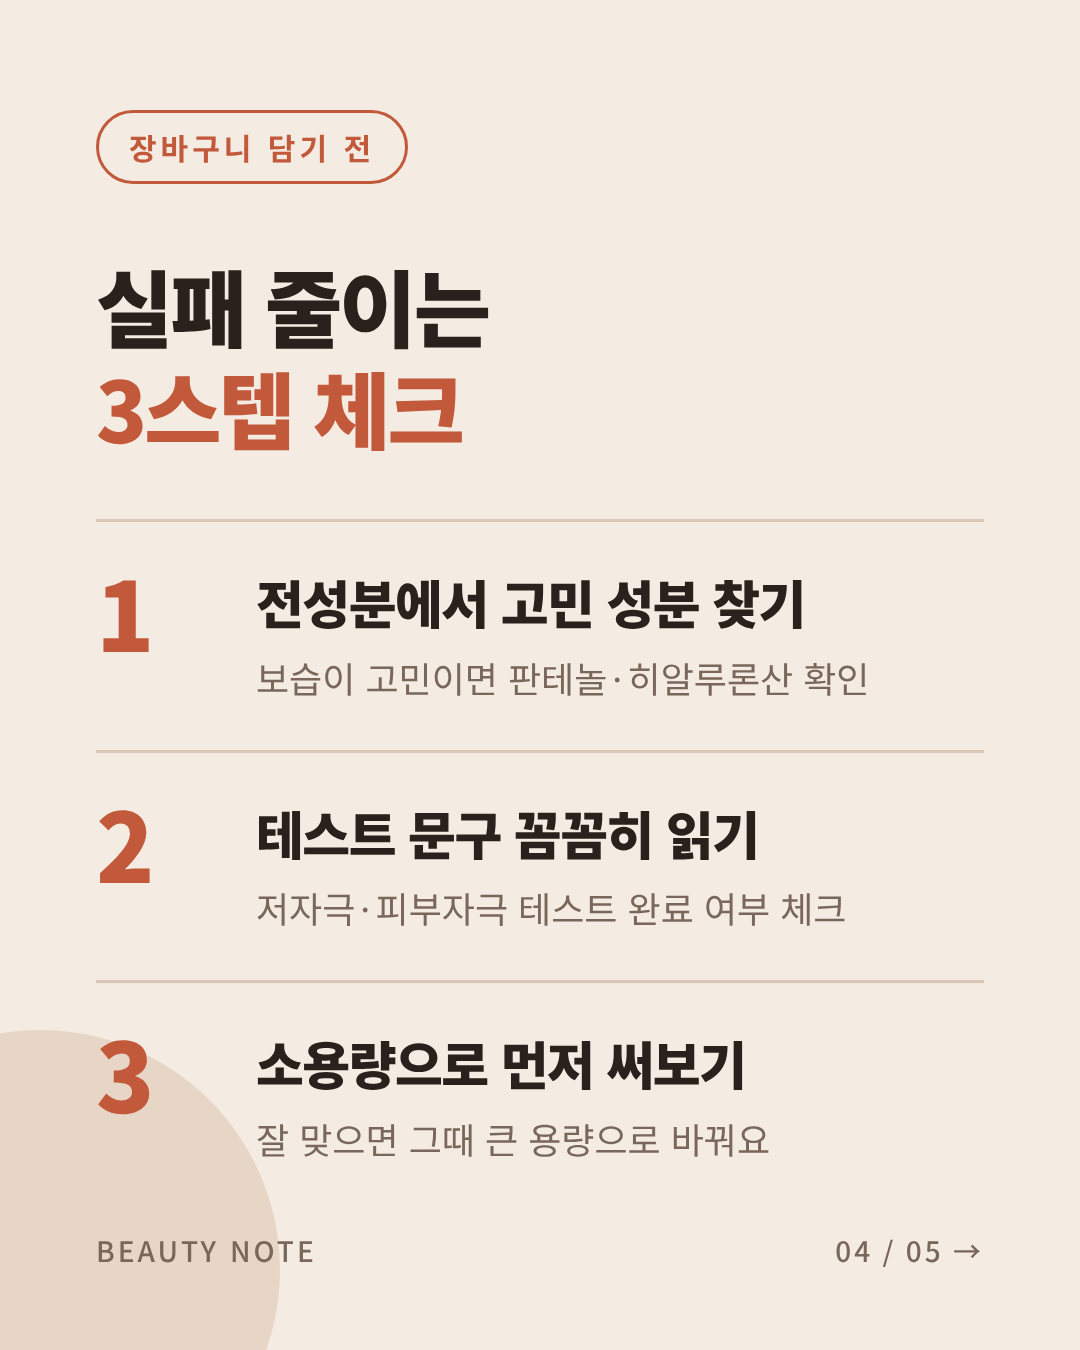 장바구니 담기 전
실패 줄이는
3스텝 체크
1
전성분에서 고민 성분 찾기
보습이 고민이면 판테놀·히알루론산 확인
2
테스트 문구 꼼꼼히 읽기
저자극·피부자극 테스트 완료 여부 체크
3
소용량으로 먼저 써보기
잘 맞으면 그때 큰 용량으로 바꿔요
BEAUTY NOTE
04 / 05 →